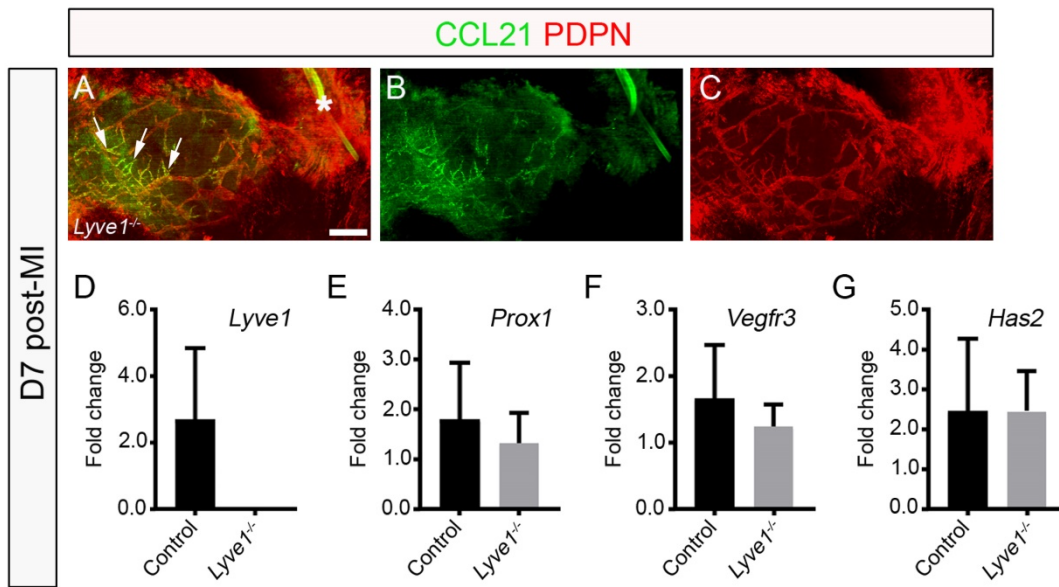 CCL21 PDPN
D7 post-MI
A
*
Lyve1-/-
B
C
D
Lyve1
Fold change
6.0
4.0
2.0
0.0
Control
Lyve1-/-
E
Prox1
Fold change
4.0
3.0
2.0
1.0
0.0
Control
Lyve1-/-
F
Vegfr3
Fold change
3.0
2.0
1.0
0.0
Control
Lyve1-/-
G
Has2
Fold change
5.0
4.0
3.0
2.0
1.0
0.0
Control
Lyve1-/-